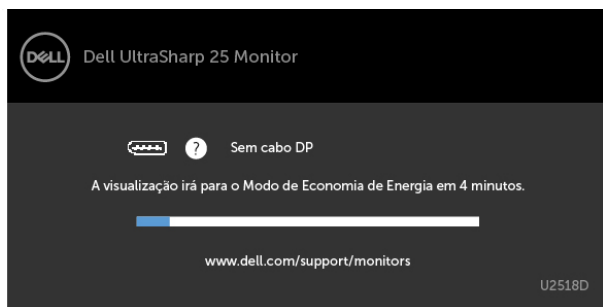 DELL
Dell UltraSharp 25 Monitor
? Sem cabo DP
A visualização irá para o Modo de Economia de Energia em 4 minutos.
www.dell.com/support/monitors
U2518D